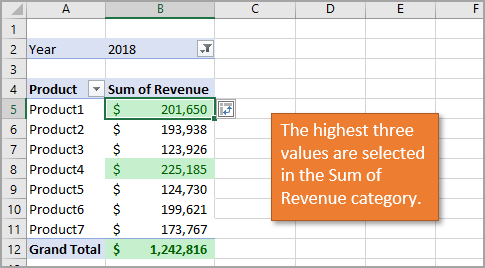 A B C D E F
1
2 Year 2018
3
4 Product Sum of Revenue
5 Product1 $ 201,650
6 Product2 $ 193,938
7 Product3 $ 123,926
8 Product4 $ 225,185
9 Product5 $ 124,730
10 Product6 $ 199,621
11 Product7 $ 173,767
12 Grand Total $ 1,242,816
The highest three
values are selected
in the Sum of
Revenue category.